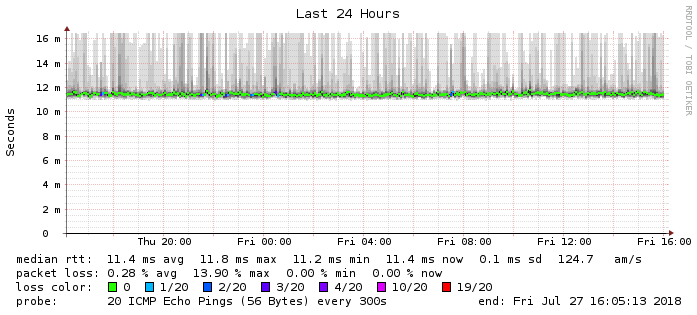 Last 24 Hours
RRDTOOL / TOBI OETIKER
Seconds
16 m
14 m
12 m
10 m
8 m
6 m
4 m
2 m
0
Thu 20:00 Fri 00:00 Fri 04:00 Fri 08:00 Fri 12:00 Fri 16:00
median rtt: 11.4 ms avg 11.8 ms max 11.2 ms min 11.4 ms now 0.1 ms sd 124.7 am/s
packet loss: 0.28 % avg 13.90 % max 0.00 % min 0.00 % now
loss color: 0 1/20 2/20 3/20 4/20 10/20 19/20
probe: 20 ICMP Echo Pings (56 Bytes) every 300s end: Fri Jul 27 16:05:13 2018